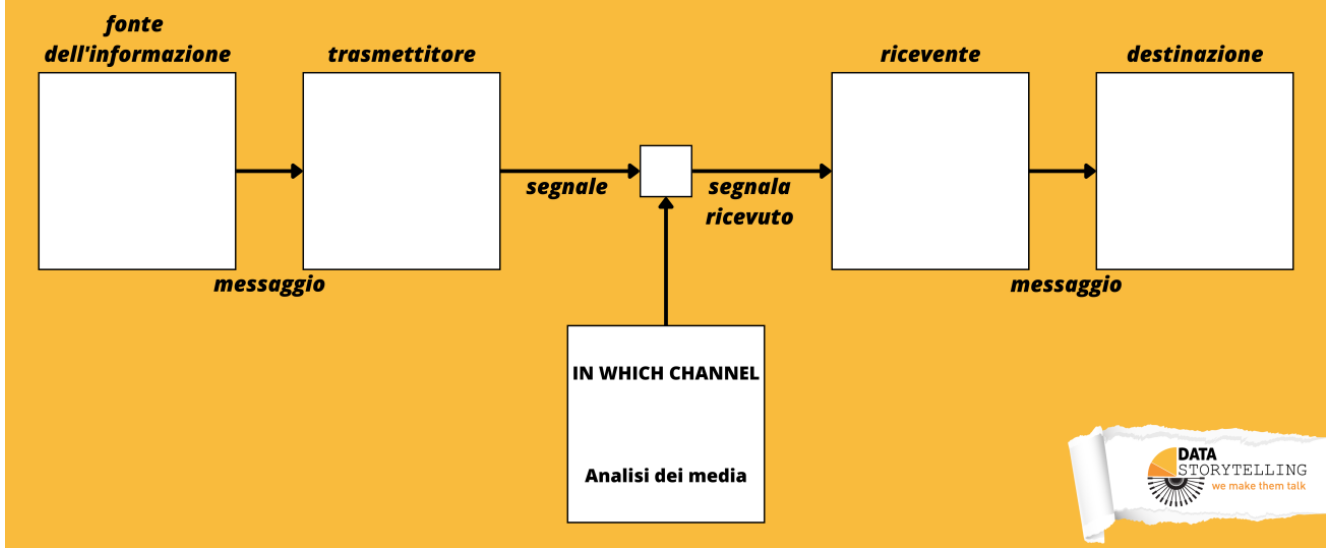 fonte
dell'informazione
trasmettitore
ricevente
destinazione
segnale
segnala
ricevuto
messaggio
messaggio
IN WHICH CHANNEL
Analisi dei media
DATA
STORYTELLING
we make them talk